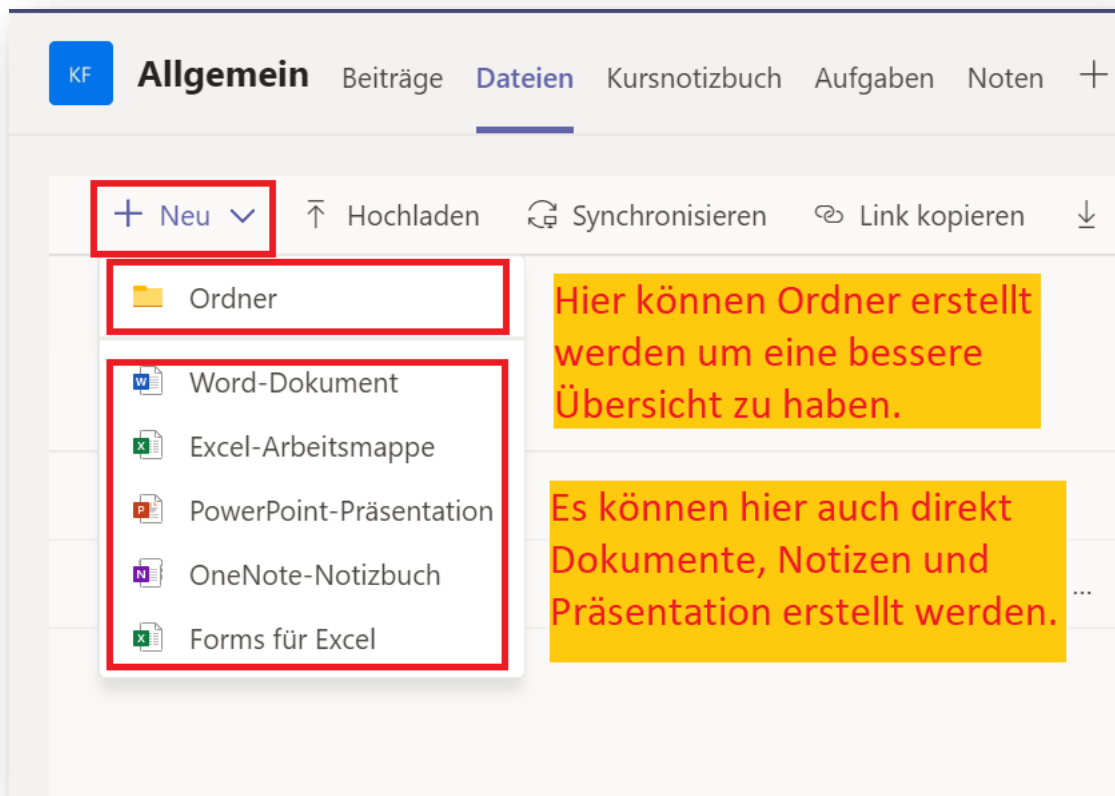 KF Allgemein Beiträge Dateien Kursnotizbuch Aufgaben Noten +
+ Neu Hochladen Synchronisieren Link kopieren
Ordner
Hier können Ordner erstellt
werden um eine bessere
Übersicht zu haben.
Word-Dokument
Excel-Arbeitsmappe
PowerPoint-Präsentation
OneNote-Notizbuch
Forms für Excel
Es können hier auch direkt
Dokumente, Notizen und
Präsentation erstellt werden.
...